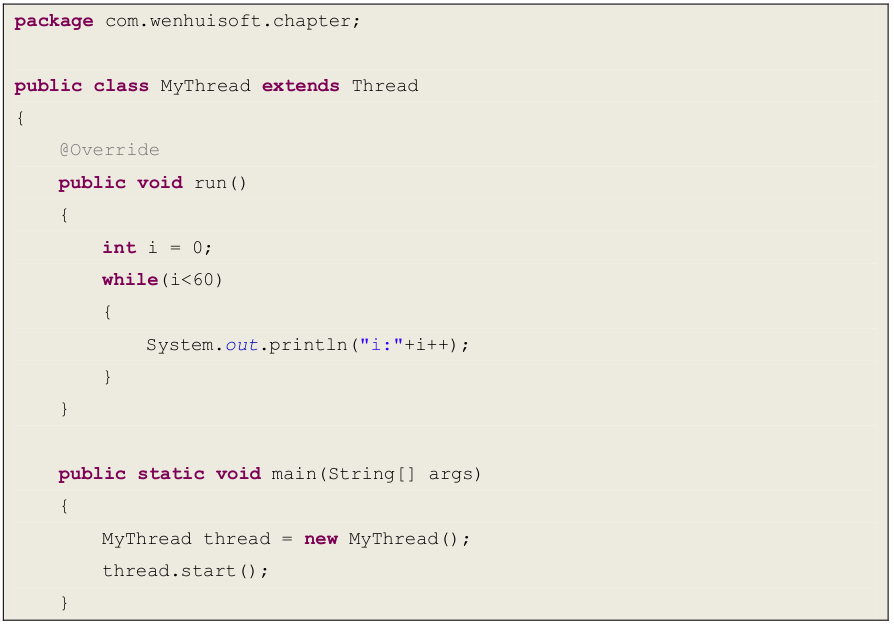 package com.wenhuisoft.chapter;
public class MyThread extends Thread
{
@Override
public void run()
{
int i = 0;
while(i<60)
{
System.out.println("i:"+i++);
}
}
public static void main(String[] args)
{
MyThread thread = new MyThread();
thread.start();
}